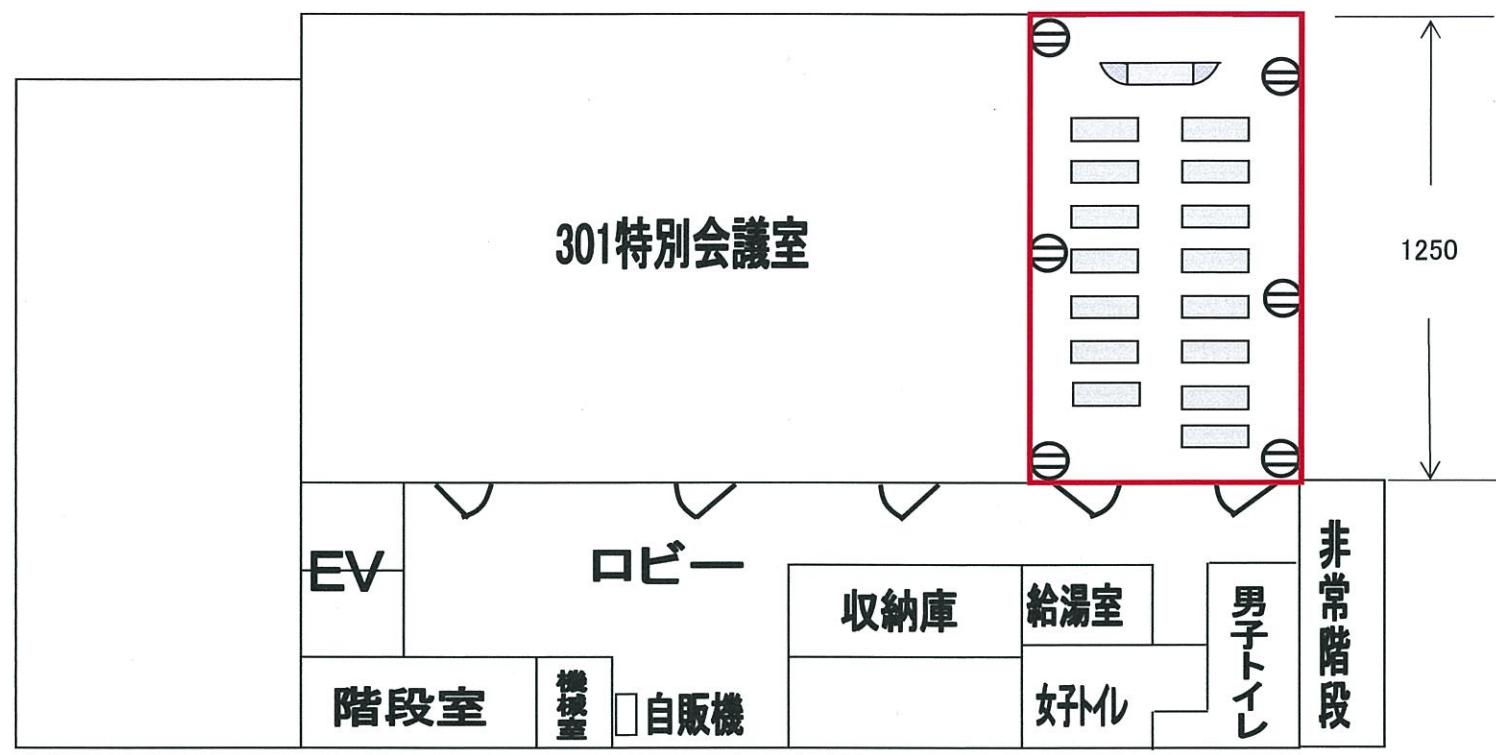 301特別会議室
1250
EV
ロビー
収納庫
給湯室
男子トイレ
非常階段
階段室
機械室
自販機
女子トイレ